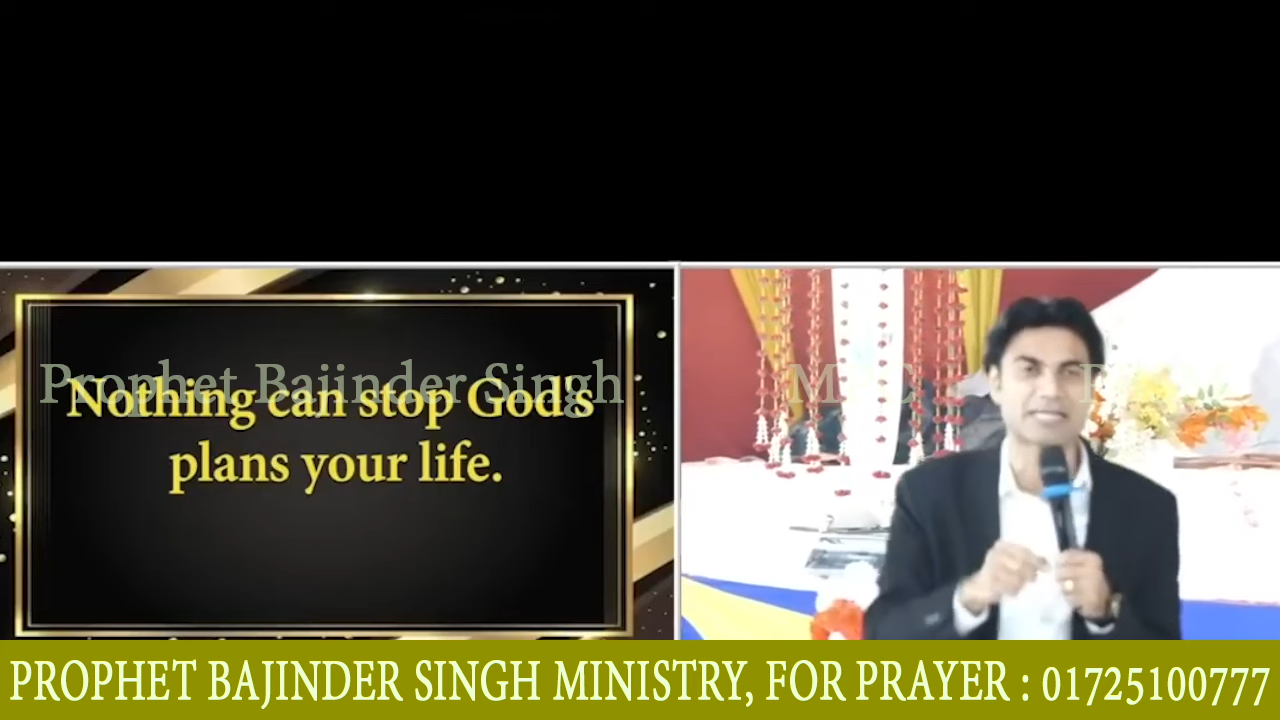 Prophet Bajinder Singh
Nothing can stop God's
plans your life.
PROPHET BAJINDER SINGH MINISTRY, FOR PRAYER : 01725100777